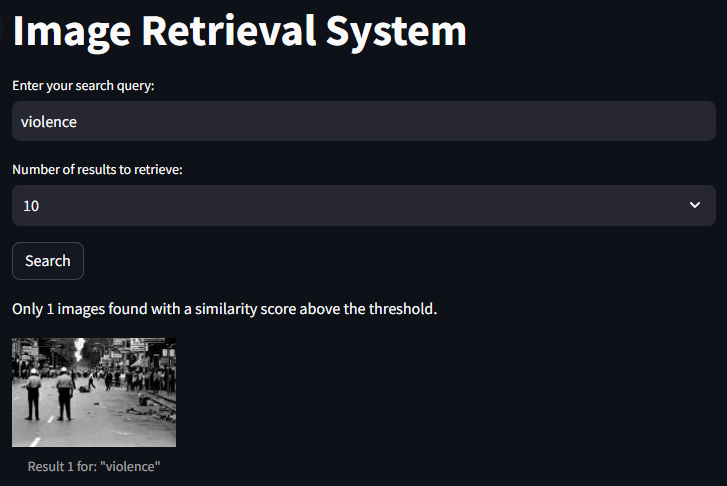 Image Retrieval System
Enter your search query:
violence
Number of results to retrieve:
10
Search
Only 1 images found with a similarity score above the threshold.
Result 1 for: "violence"